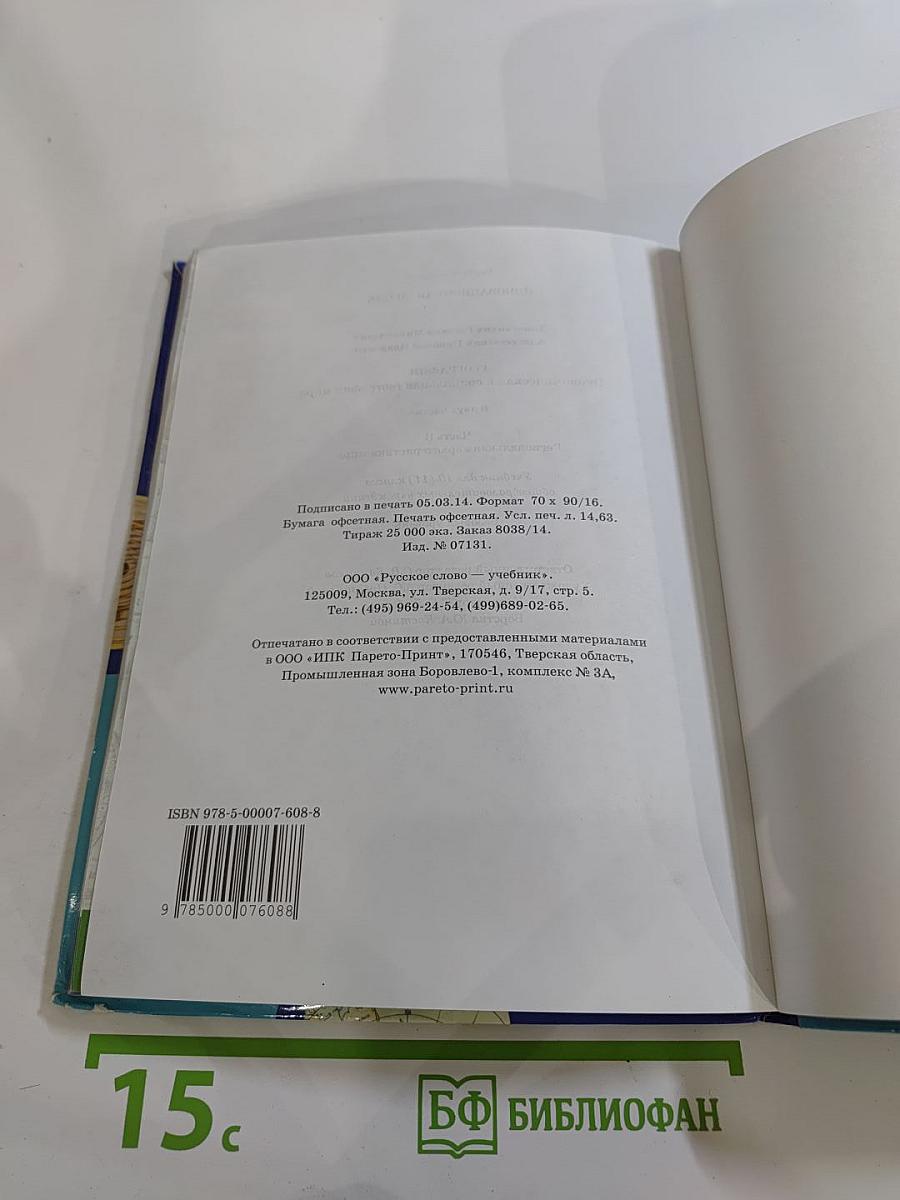 Подписано в печать 05.03.14. Формат 70 х 90/16.
Бумага офсетная. Печать офсетная. Усл. печ. л. 14,63.
Тираж 25 000 экз. Заказ 8038/14.
Изд. № 07131.
ООО «Русское слово — учебник».
125009, Москва, ул. Тверская, д. 9/17, стр. 5.
Тел.: (495) 969-24-54, (499)689-02-65.
Отпечатано в соответствии с предоставленными материалами
в ООО «ИПК Парето-Принт», 170546, Тверская область,
Промышленная зона Боровлево-1, комплекс № 3А,
www.pareto-print.ru
ISBN 978-5-00007-608-8
9 785000 076088
15 с
БФ БИБЛИОФАН